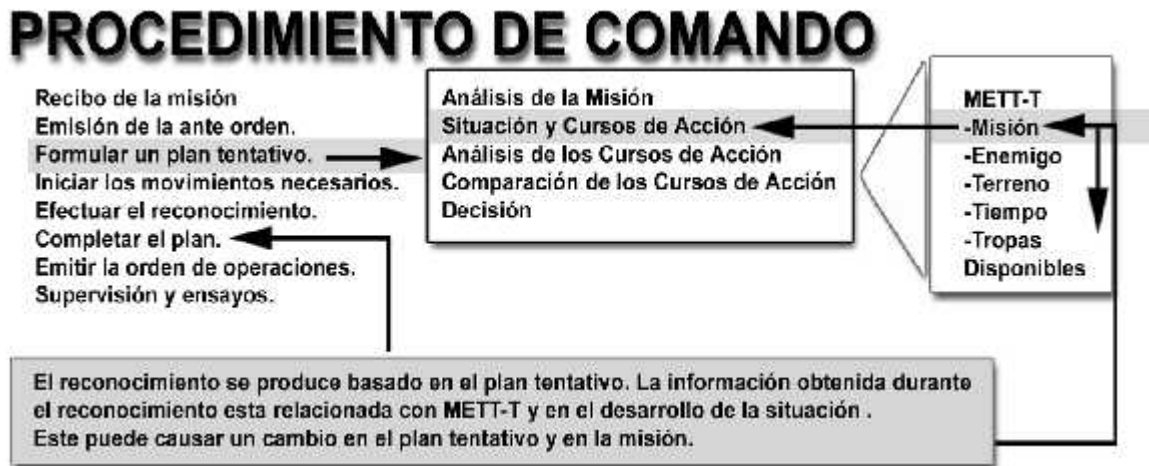 PROCEDIMIENTO DE COMANDO
Recibo de la misión
Emisión de la ante orden.
Formular un plan tentativo.
Iniciar los movimientos necesarios.
Efectuar el reconocimiento.
Completar el plan.
Emitir la orden de operaciones.
Supervisión y ensayos.
Análisis de la Misión
Situación y Cursos de Acción
Análisis de los Cursos de Acción
Comparación de los Cursos de Acción
Decisión
METT-T
-Misión
-Enemigo
-Terreno
-Tiempo
-Tropas
Disponibles
El reconocimiento se produce basado en el plan tentativo. La información obtenida durante
el reconocimiento esta relacionada con METT-T y en el desarrollo de la situación .
Este puede causar un cambio en el plan tentativo y en la misión.